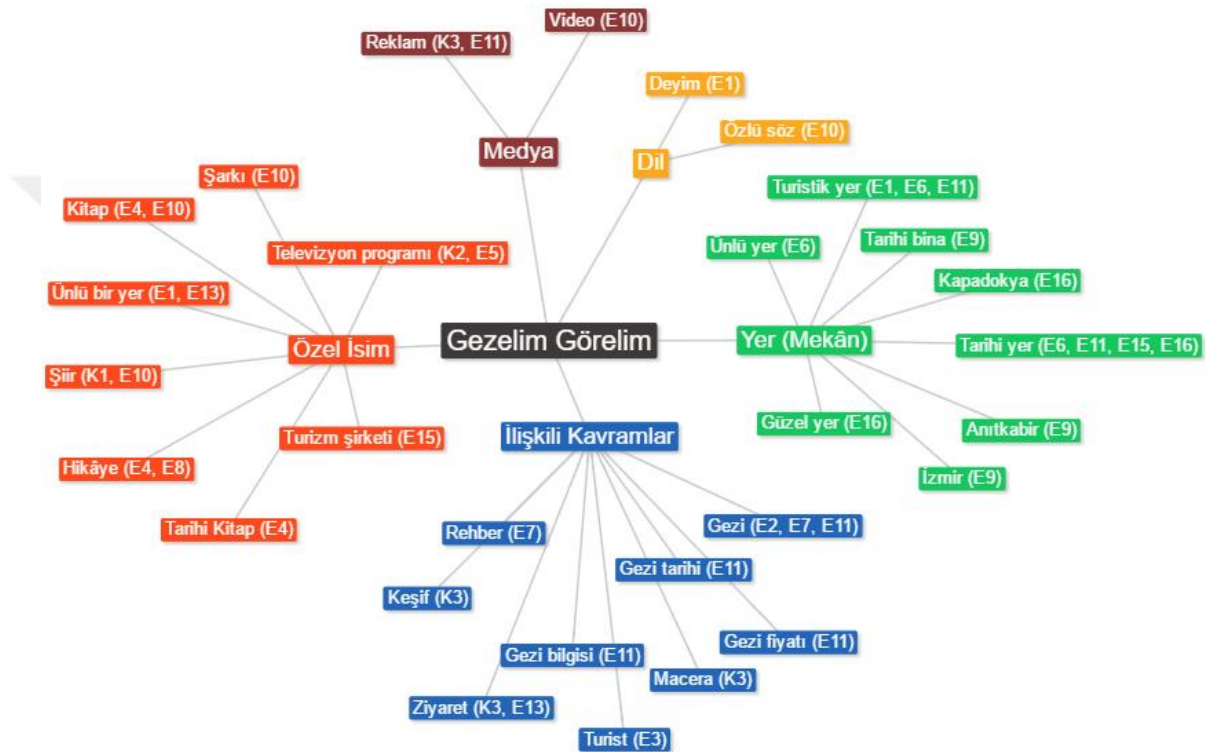 Video (E10)
Reklam (K3, E11)
Medya
Deyim (E1)
Özlü söz (E10)
Dil
Şarkı (E10)
Kitap (E4, E10)
Televizyon programı (K2, E5)
Ünlü bir yer (E1, E13)
Özel İsim
Şiir (K1, E10)
Turizm şirketi (E15)
Hikâye (E4, E8)
Tarihi Kitap (E4)
Gezelim Görelim
Turistik yer (E1, E6, E11)
Ünlü yer (E6)
Tarihi bina (E9)
Kapadokya (E16)
Yer (Mekân)
Tarihi yer (E6, E11, E15, E16)
Güzel yer (E16)
Anıtkabir (E9)
İzmir (E9)
İlişkili Kavramlar
Rehber (E7)
Gezi (E2, E7, E11)
Gezi tarihi (E11)
Keşif (K3)
Gezi fiyatı (E11)
Gezi bilgisi (E11)
Macera (K3)
Ziyaret (K3, E13)
Turist (E3)